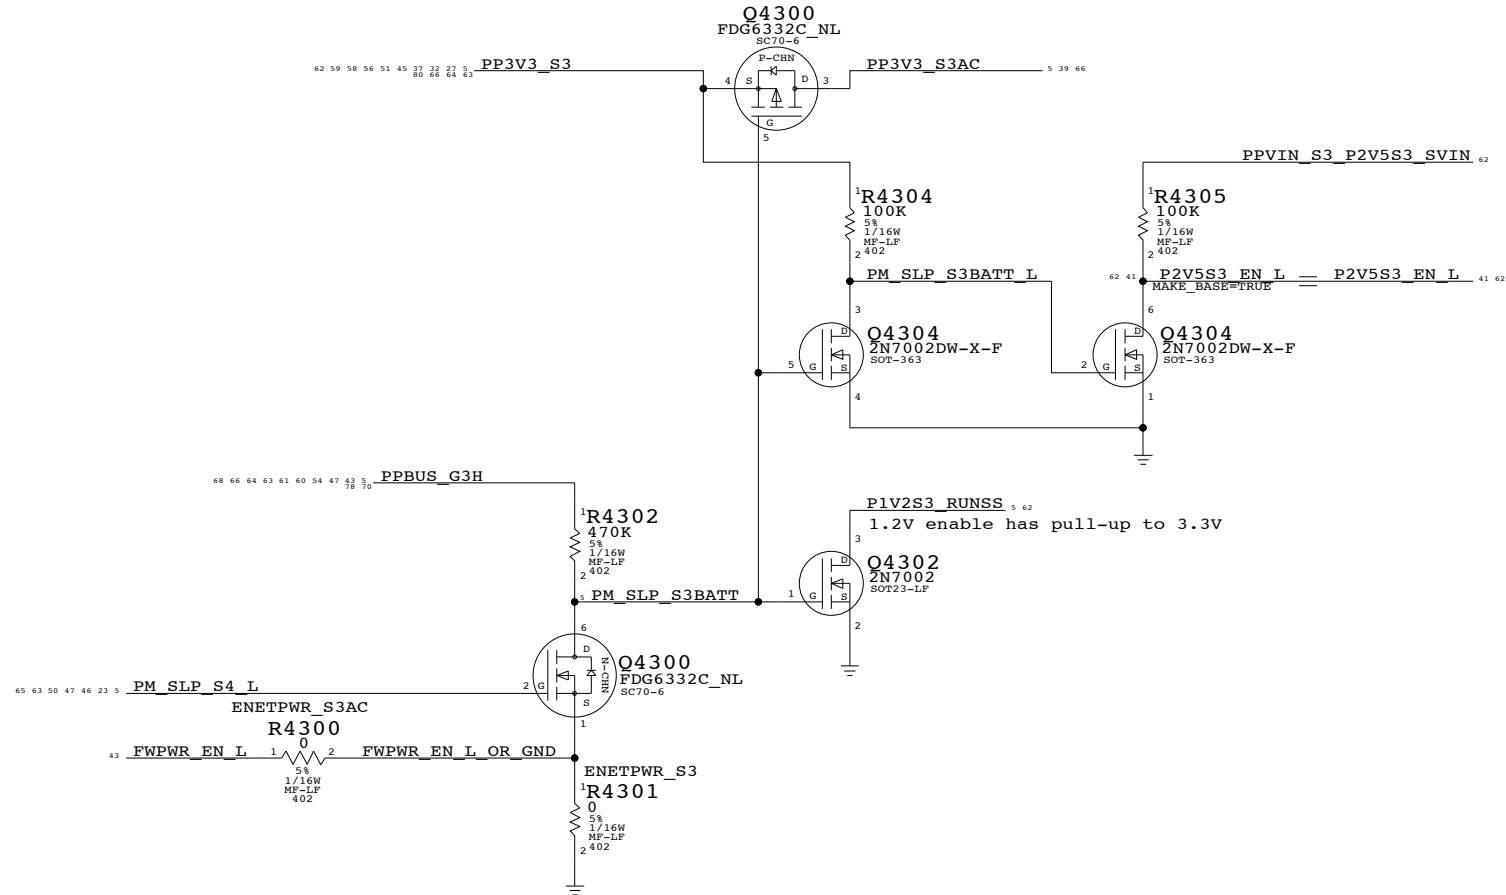 Q4300
FDG6332C_NL
SC70-6
P-CHN
62 59 58 56 51 45 37 32 27 5
80 66 64 63
PP3V3_S3
4
S
D
3
G
5
PP3V3_S3AC
5 39 66
PPVIN_S3_P2V5S3_SVIN
62
1
R4304
100K
5%
1/16W
MF-LF
402
2
1
R4305
100K
5%
1/16W
MF-LF
402
2
PM_SLP_S3BATT_L
62 41
P2V5S3_EN_L
MAKE_BASE=TRUE
P2V5S3_EN_L
41 62
3
D
Q4304
2N7002DW-X-F
SOT-363
5
G
S
4
6
D
Q4304
2N7002DW-X-F
SOT-363
2
G
S
1
68 66 64 63 61 60 54 47 43 5
78 70
PPBUS_G3H
1
R4302
470K
5%
1/16W
MF-LF
402
2
P1V2S3_RUNSS
5 62
1.2V enable has pull-up to 3.3V
3
D
Q4302
2N7002
SOT23-LF
5
PM_SLP_S3BATT
1
G
S
2
6
D
N-CHN
Q4300
FDG6332C_NL
SC70-6
65 63 50 47 46 23 5
PM_SLP_S4_L
2
G
S
1
ENETPWR_S3AC
R4300
0
43
FWPWR_EN_L
1
2
FWPWR_EN_L_OR_GND
5%
1/16W
MF-LF
402
ENETPWR_S3
1
R4301
0
5%
1/16W
MF-LF
402
2